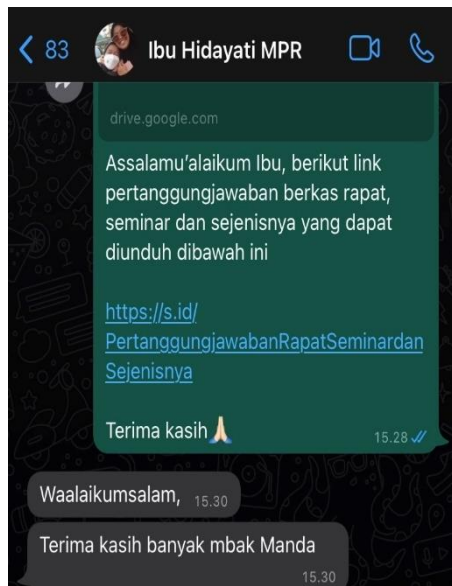 83 Ibu Hidayati MPR
drive.google.com
Assalamu'alaikum Ibu, berikut link
pertanggungjawaban berkas rapat,
seminar dan sejenisnya yang dapat
diunduh dibawah ini
https://s.id/
PertanggungjawabanRapatSeminardan
Sejenisnya
Terima kasih🙏🏻
15.28
Waalaikumsalam, 15.30
Terima kasih banyak mbak Manda
15.30